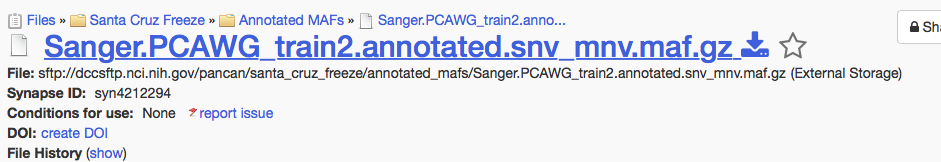 Files » Santa Cruz Freeze » Annotated MAFs » Sanger.PCAWG_train2.anno...
Sanger.PCAWG_train2.annotated.snv_mnv.maf.gz
File: sftp://dccsftp.nci.nih.gov/pancan/santa_cruz_freeze/annotated_mafs/Sanger.PCAWG_train2.annotated.snv_mnv.maf.gz (External Storage)
Synapse ID: syn4212294
Conditions for use: None report issue
DOI: create DOI
File History (show)